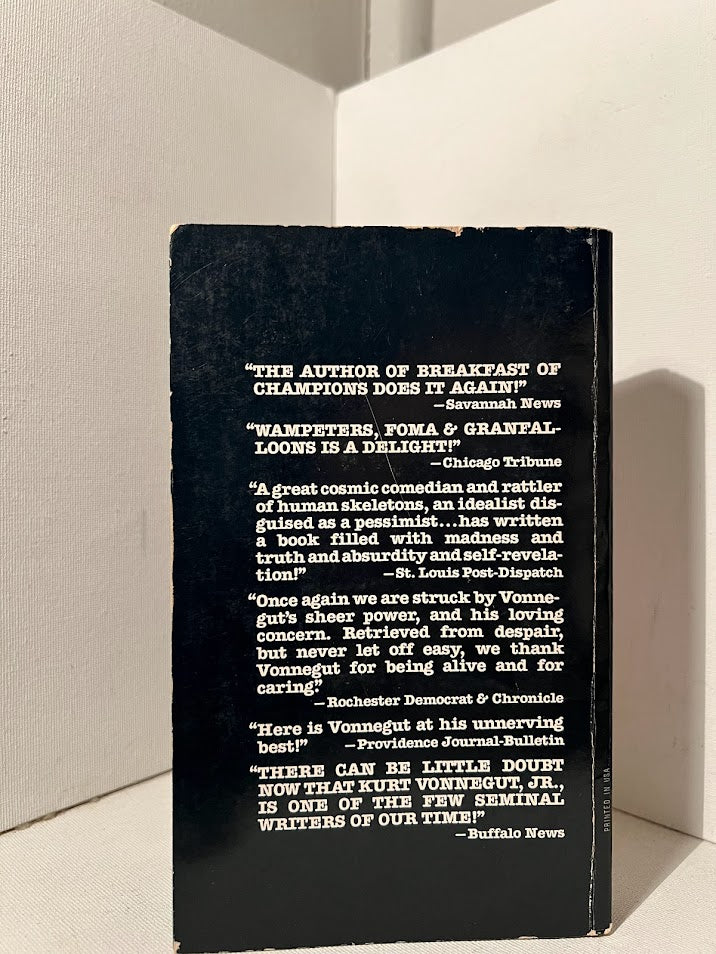 “THE AUTHOR OF BREAKFAST OF
CHAMPIONS DOES IT AGAIN!”
—Savannah News
“WAMPETERS, FOMA & GRANFAL-
LOONS IS A DELIGHT!”
—Chicago Tribune
“A great cosmic comedian and rattler
of human skeletons, an idealist dis-
guised as a pessimist...has written
a book filled with madness and
truth and absurdity and self-revela-
tion!” —St. Louis Post-Dispatch
“Once again we are struck by Vonne-
gut’s sheer power, and his loving
concern. Retrieved from despair,
but never let off easy, we thank
Vonnegut for being alive and for
caring.”
—Rochester Democrat & Chronicle
“Here is Vonnegut at his unnerving
best!” —Providence Journal-Bulletin
“THERE CAN BE LITTLE DOUBT
NOW THAT KURT VONNEGUT, JR.,
IS ONE OF THE FEW SEMINAL
WRITERS OF OUR TIME!”
—Buffalo News
PRINTED IN USA